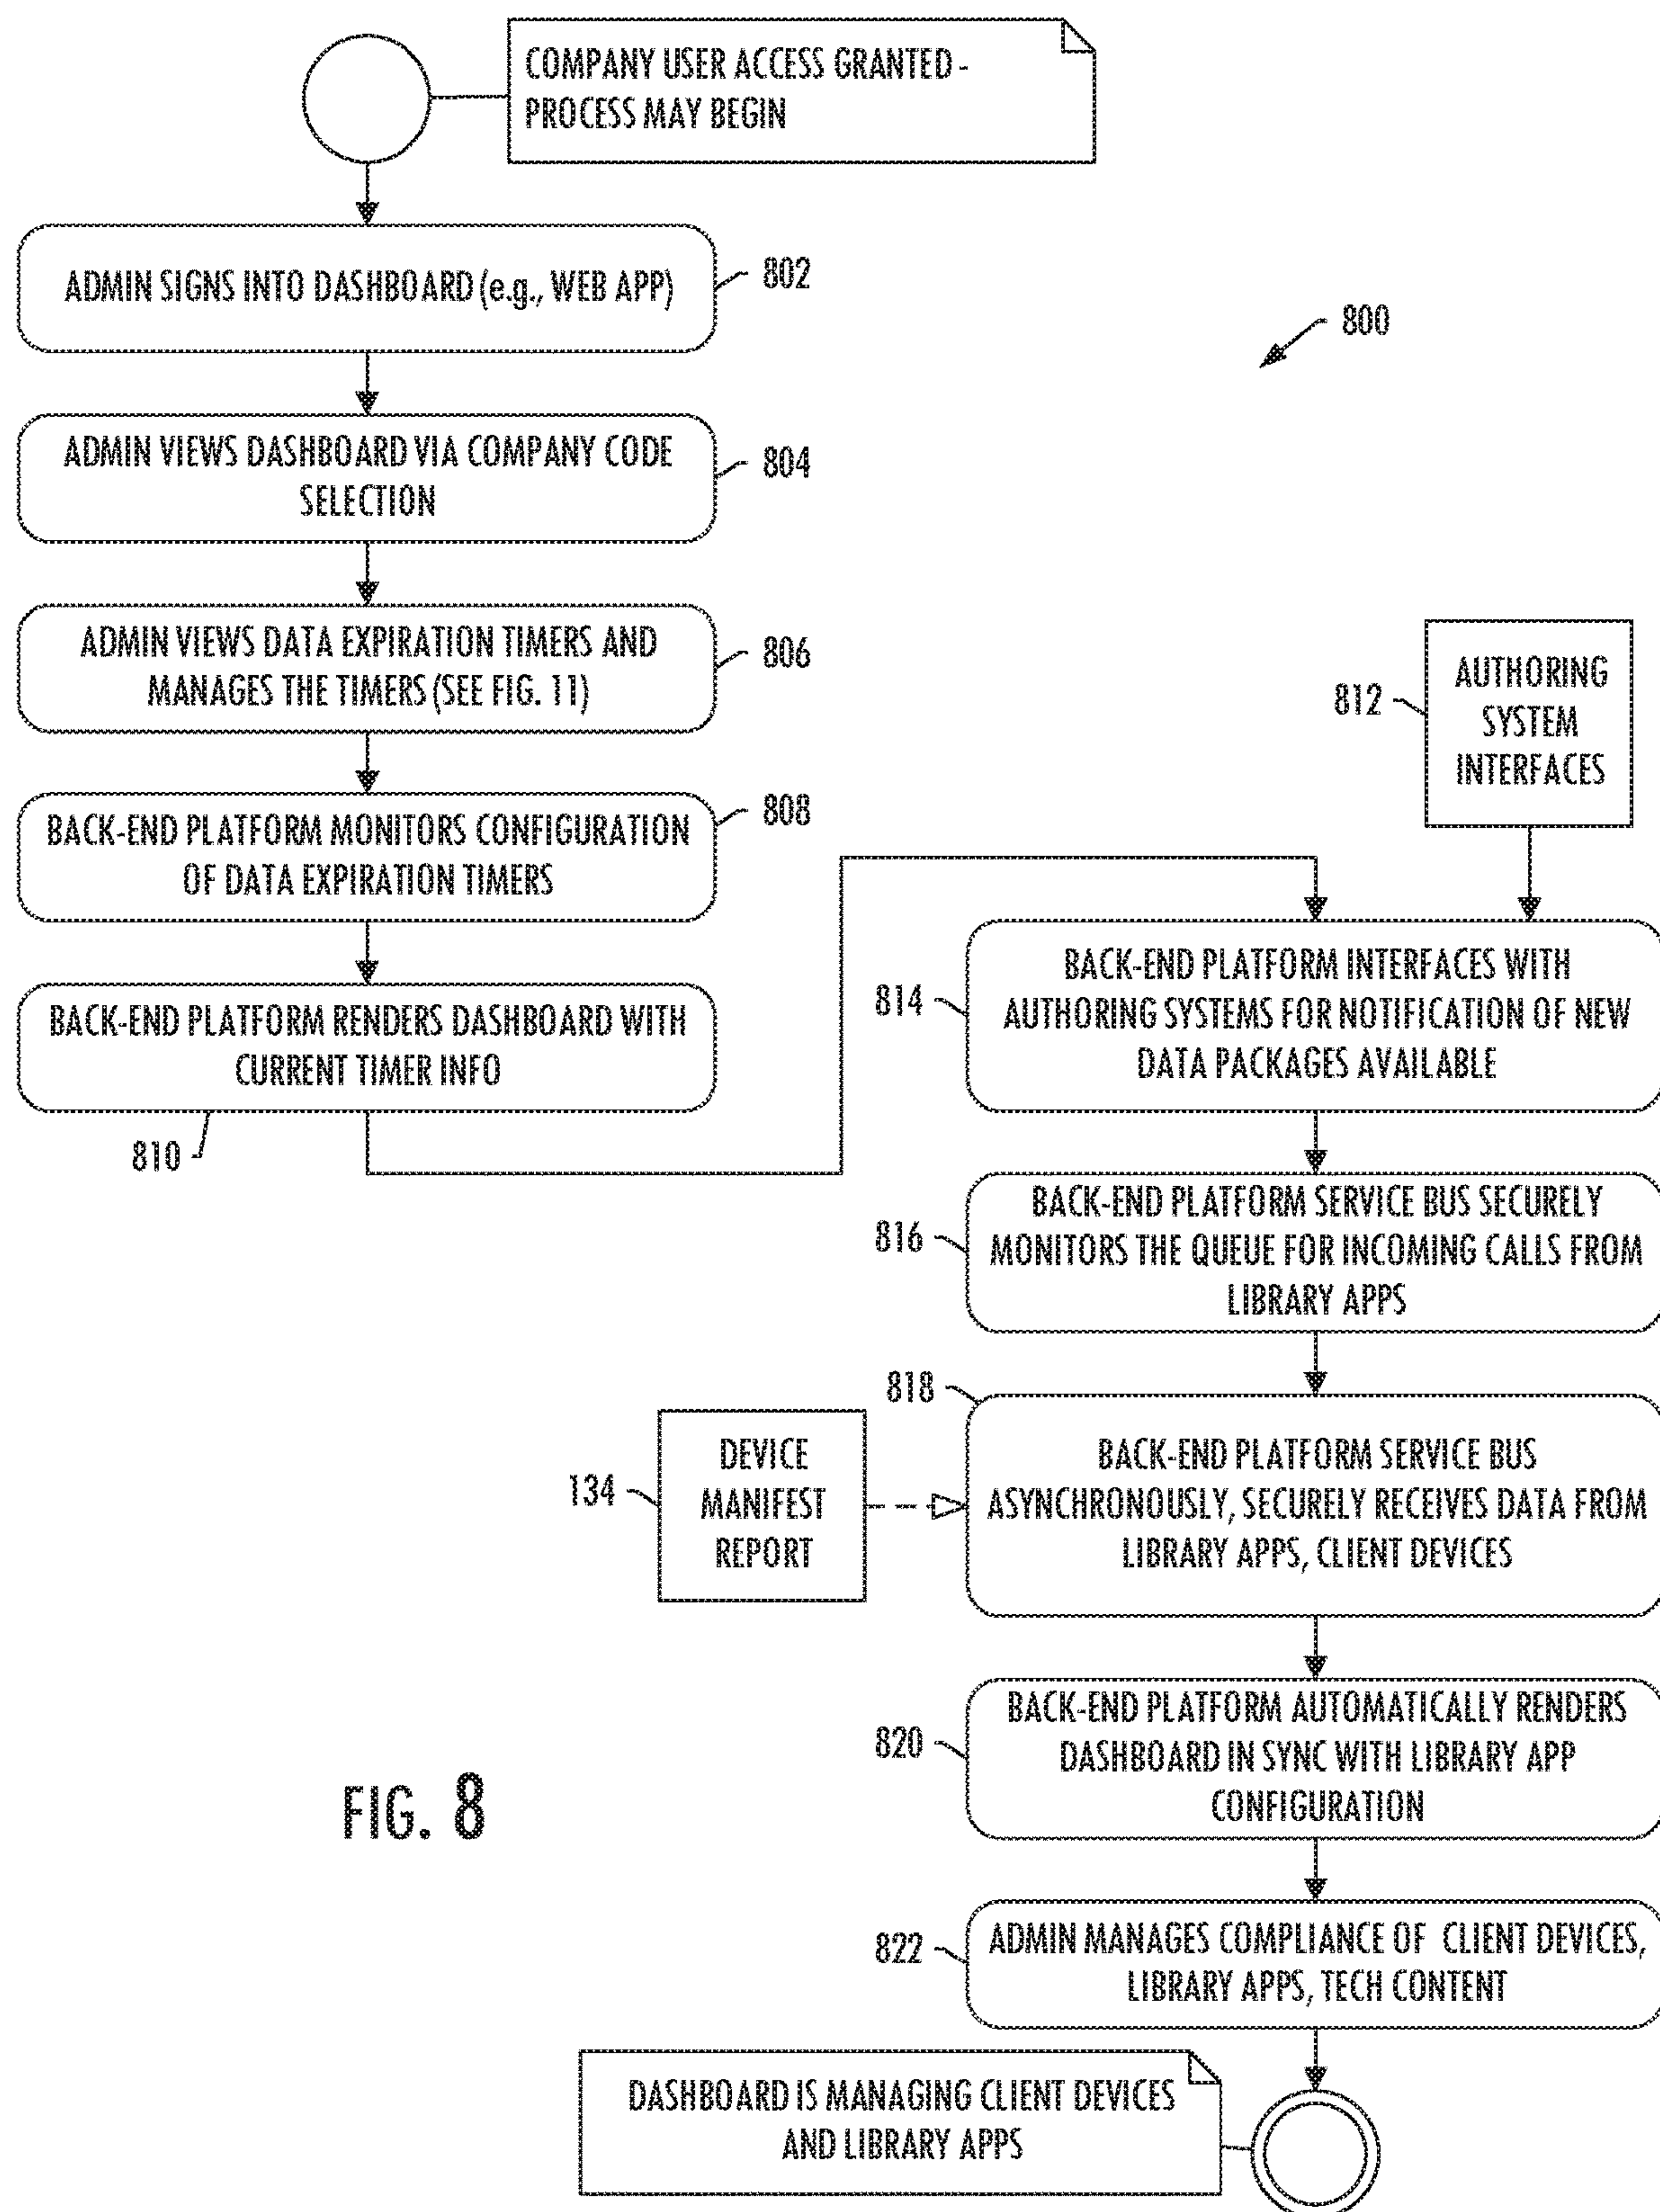 COMPANY USER ACCESS GRANTED -
PROCESS MAY BEGIN
ADMIN SIGNS INTO DASHBOARD (e.g., WEB APP)
802
800
ADMIN VIEWS DASHBOARD VIA COMPANY CODE
SELECTION
804
ADMIN VIEWS DATA EXPIRATION TIMERS AND
MANAGES THE TIMERS (SEE FIG. 11)
806
BACK-END PLATFORM MONITORS CONFIGURATION
OF DATA EXPIRATION TIMERS
808
BACK-END PLATFORM RENDERS DASHBOARD WITH
CURRENT TIMER INFO
810
812
AUTHORING
SYSTEM
INTERFACES
814
BACK-END PLATFORM INTERFACES WITH
AUTHORING SYSTEMS FOR NOTIFICATION OF NEW
DATA PACKAGES AVAILABLE
816
BACK-END PLATFORM SERVICE BUS SECURELY
MONITORS THE QUEUE FOR INCOMING CALLS FROM
LIBRARY APPS
818
134
DEVICE
MANIFEST
REPORT
BACK-END PLATFORM SERVICE BUS
ASYNCHRONOUSLY, SECURELY RECEIVES DATA FROM
LIBRARY APPS, CLIENT DEVICES
820
BACK-END PLATFORM AUTOMATICALLY RENDERS
DASHBOARD IN SYNC WITH LIBRARY APP
CONFIGURATION
822
ADMIN MANAGES COMPLIANCE OF CLIENT DEVICES,
LIBRARY APPS, TECH CONTENT
DASHBOARD IS MANAGING CLIENT DEVICES
AND LIBRARY APPS
FIG. 8